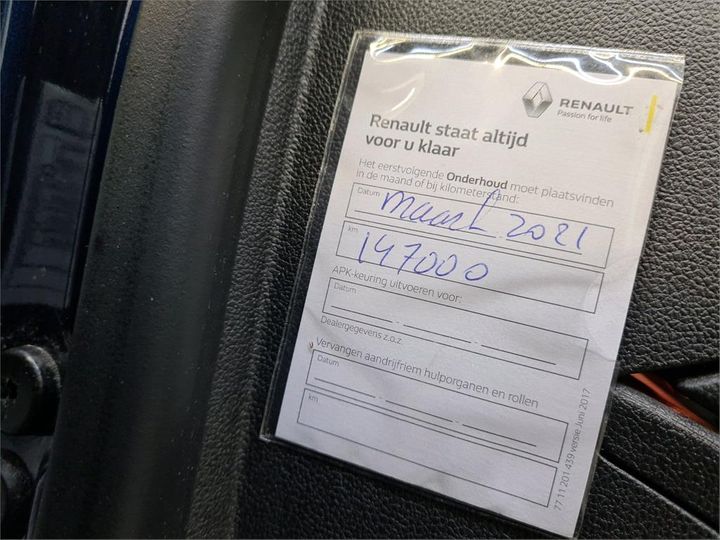 RENAULT
Passion for life
Renault staat altijd
voor u klaar
Het eerstvolgende Onderhoud moet plaatsvinden
in de maand of bij kilometerstand:
Datum maart 2021
km 147000
APK-keuring uitvoeren voor:
Datum
Dealergegevens z.o.z.
Vervangen aandrijfriem hulporganen en rollen
Datum
km
77 11 201 439 versie Juni 2017